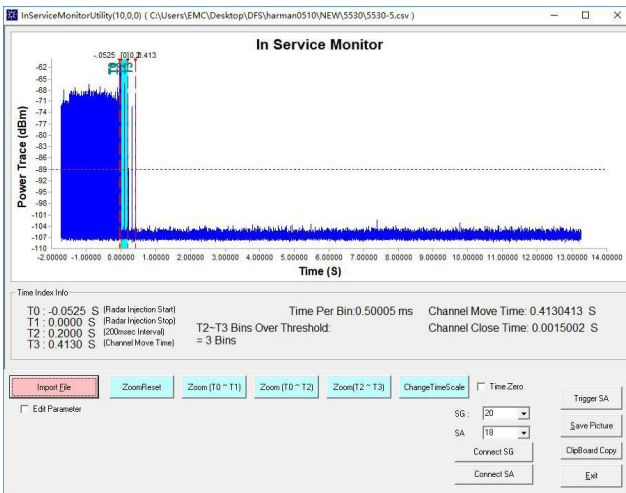 InServiceMonitorUtility(10,0,0) ( C:\Users\EMC\Desktop\DFS\harman0510\NEW\5530\5530-5.csv )
In Service Monitor
-.0525
0.413
Power Trace (dBm)
-62
-65
-68
-71
-74
-77
-80
-83
-86
-89
-92
-95
-98
-101
-104
-107
-110
-2.00000 -1.00000 0.00000 1.00000 2.00000 3.00000 4.00000 5.00000 6.00000 7.00000 8.00000 9.00000 10.00000 11.00000 12.00000 13.00000 14.00000
Time (S)
Time Index Info
T0 : -0.0525 S (Radar Injection Start)
T1 : 0.0000 S (Radar Injection Stop)
T2 : 0.2000 S (200msec Interval)
T3 : 0.4130 S (Channel Move Time)
Time Per Bin:0.50005 ms
T2~T3 Bins Over Threshold:
= 3 Bins
Channel Move Time: 0.4130413 S
Channel Close Time: 0.0015002 S
Import File
ZoomReset
Zoom (T0 ~ T1)
Zoom (T0 ~ T2)
Zoom(T2 ~ T3)
ChangeTimeScale
Time Zero
Edit Parameter
SG : 20
SA 18
Connect SG
Connect SA
Trigger SA
Save Picture
ClipBoard Copy
Exit